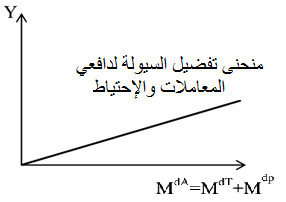 Y
منحنى تفضيل السيولة لدافعي
المعاملات والإحتياط
M^dA=M^dT+M^dp